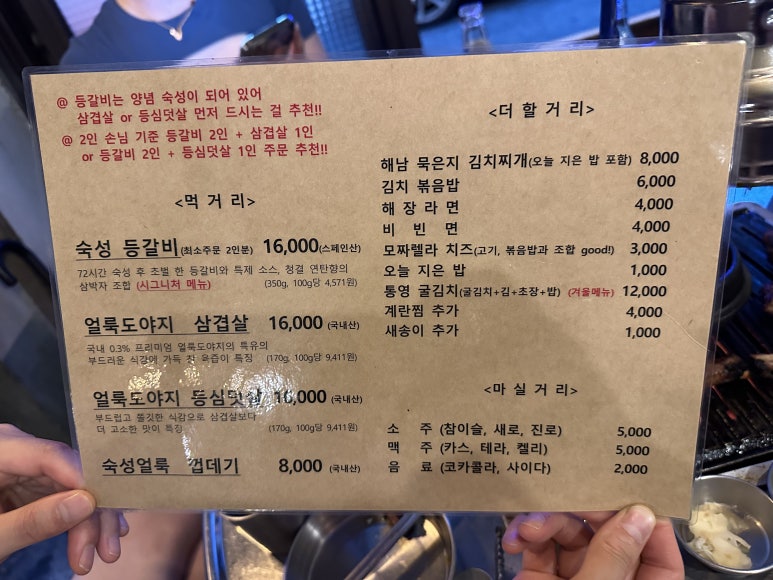 @ 등갈비는 양념 숙성이 되어 있어
삼겹살 or 등심덧살 먼저 드시는 걸 추천!!
@ 2인 손님 기준 등갈비 2인 + 삼겹살 1인
or 등갈비 2인 + 등심덧살 1인 주문 추천!!
<먹 거 리>
숙성 등갈비(최소주문 2인분) 16,000(스페인산)
72시간 숙성 후 초벌 한 등갈비와 특제 소스, 청결 연탄향의
삼박자 조합 (시그니처 메뉴) (350g, 100g당 4,571원)
얼룩도야지 삼겹살 16,000 (국내산)
국내 0.3% 프리미엄 얼룩도야지의 특유의
부드러운 식감에 가득 찬 육즙이 특징 (170g, 100g당 9,411원)
얼룩도야지 등심덧살 16,000 (국내산)
부드럽고 쫄깃한 식감으로 삼겹살보다
더 고소한 맛이 특징 (170g, 100g당 9,411원)
숙성얼룩 껍데기 8,000 (국내산)
<더 할 거 리>
해남 묵은지 김치찌개(오늘 지은 밥 포함) 8,000
김치 볶음밥 6,000
해 장 라 면 4,000
비 빈 면 4,000
모짜렐라 치즈(고기, 볶음밥과 조합 good!) 3,000
오늘 지은 밥 1,000
통영 굴김치(굴김치+김+초장+밥) (겨울메뉴) 12,000
계란찜 추가 4,000
새송이 추가 1,000
<마 실 거 리>
소 주 (참이슬, 새로, 진로) 5,000
맥 주 (카스, 테라, 켈리) 5,000
음 료 (코카콜라, 사이다) 2,000